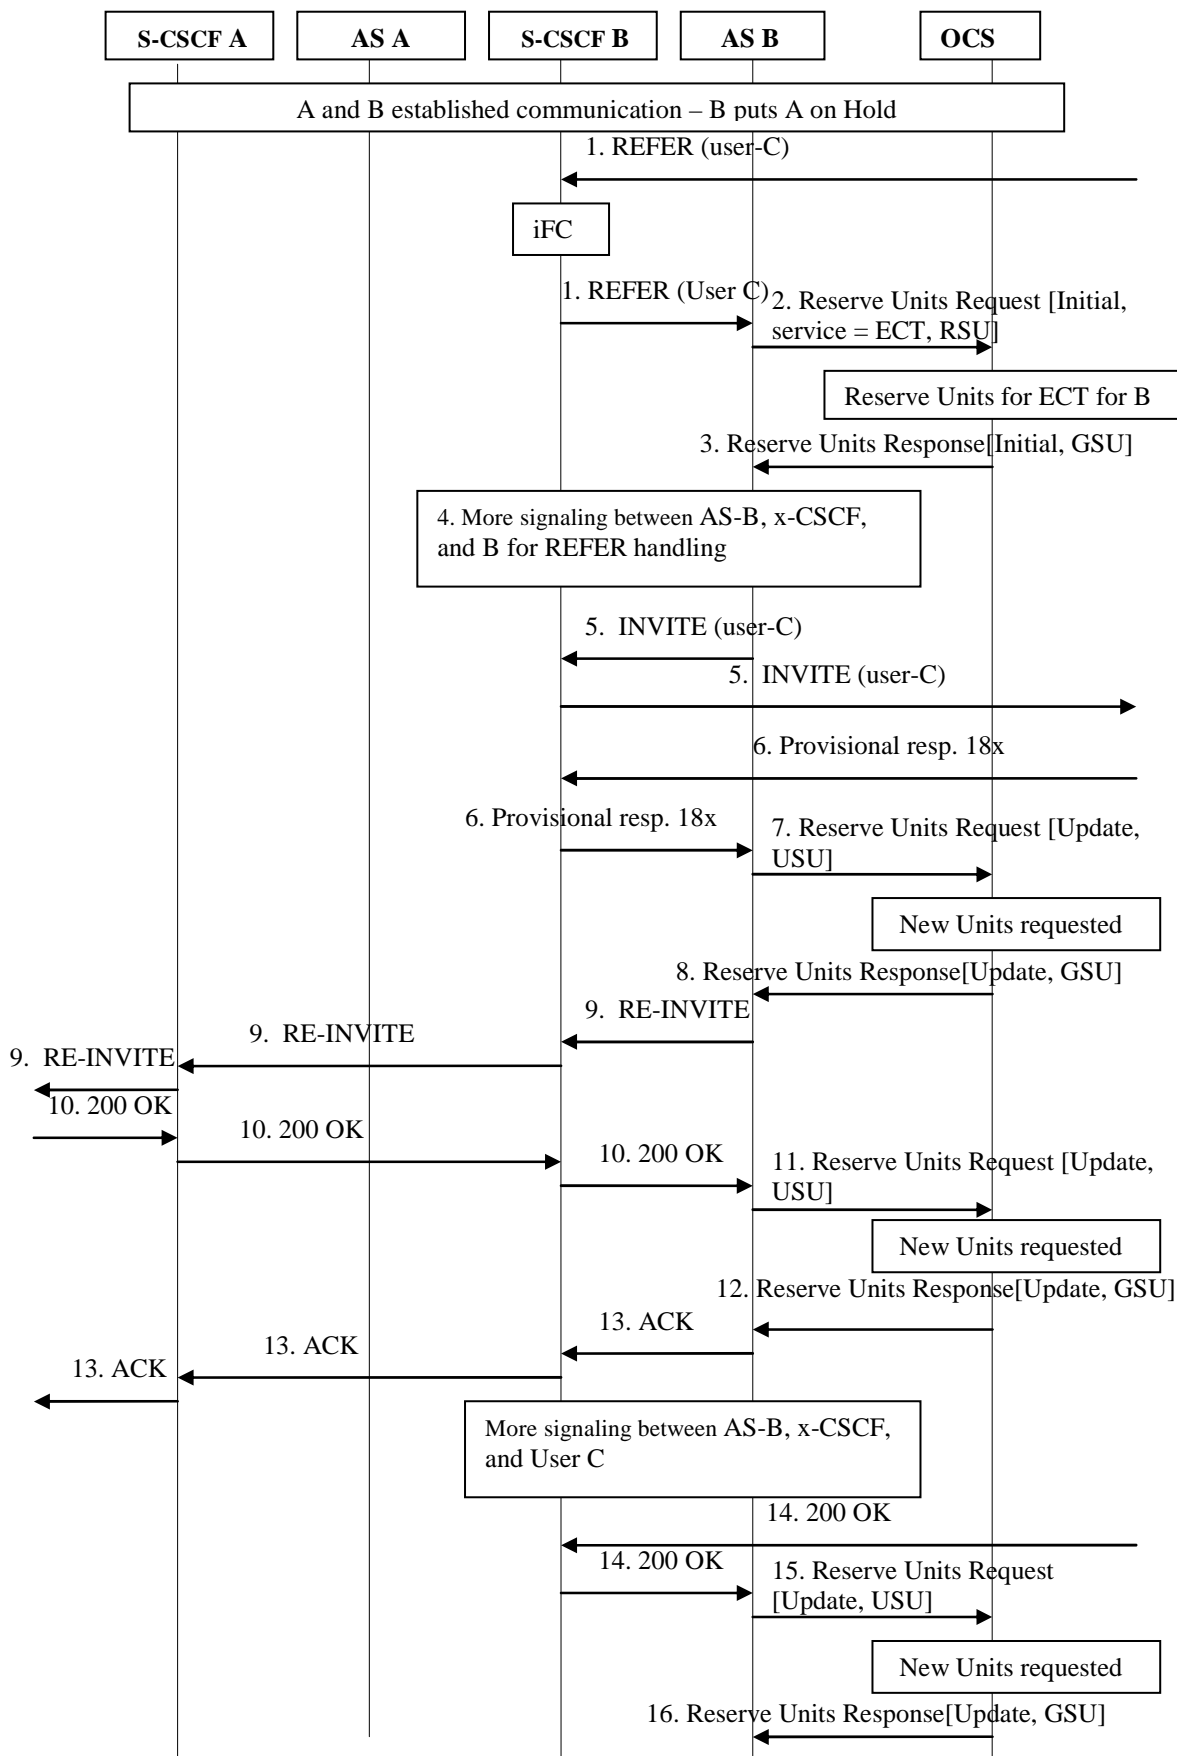 S-CSCF A
AS A
S-CSCF B
AS B
OCS
A and B established communication – B puts A on Hold
1. REFER (user-C)
iFC
1. REFER (User C)
2. Reserve Units Request [Initial,
service = ECT, RSU]
Reserve Units for ECT for B
3. Reserve Units Response[Initial, GSU]
4. More signaling between AS-B, x-CSCF,
and B for REFER handling
5. INVITE (user-C)
5. INVITE (user-C)
6. Provisional resp. 18x
6. Provisional resp. 18x
7. Reserve Units Request [Update,
USU]
New Units requested
8. Reserve Units Response[Update, GSU]
9. RE-INVITE
9. RE-INVITE
9. RE-INVITE
10. 200 OK
10. 200 OK
10. 200 OK
11. Reserve Units Request [Update,
USU]
New Units requested
12. Reserve Units Response[Update, GSU]
13. ACK
13. ACK
13. ACK
More signaling between AS-B, x-CSCF,
and User C
14. 200 OK
14. 200 OK
15. Reserve Units Request
[Update, USU]
New Units requested
16. Reserve Units Response[Update, GSU]